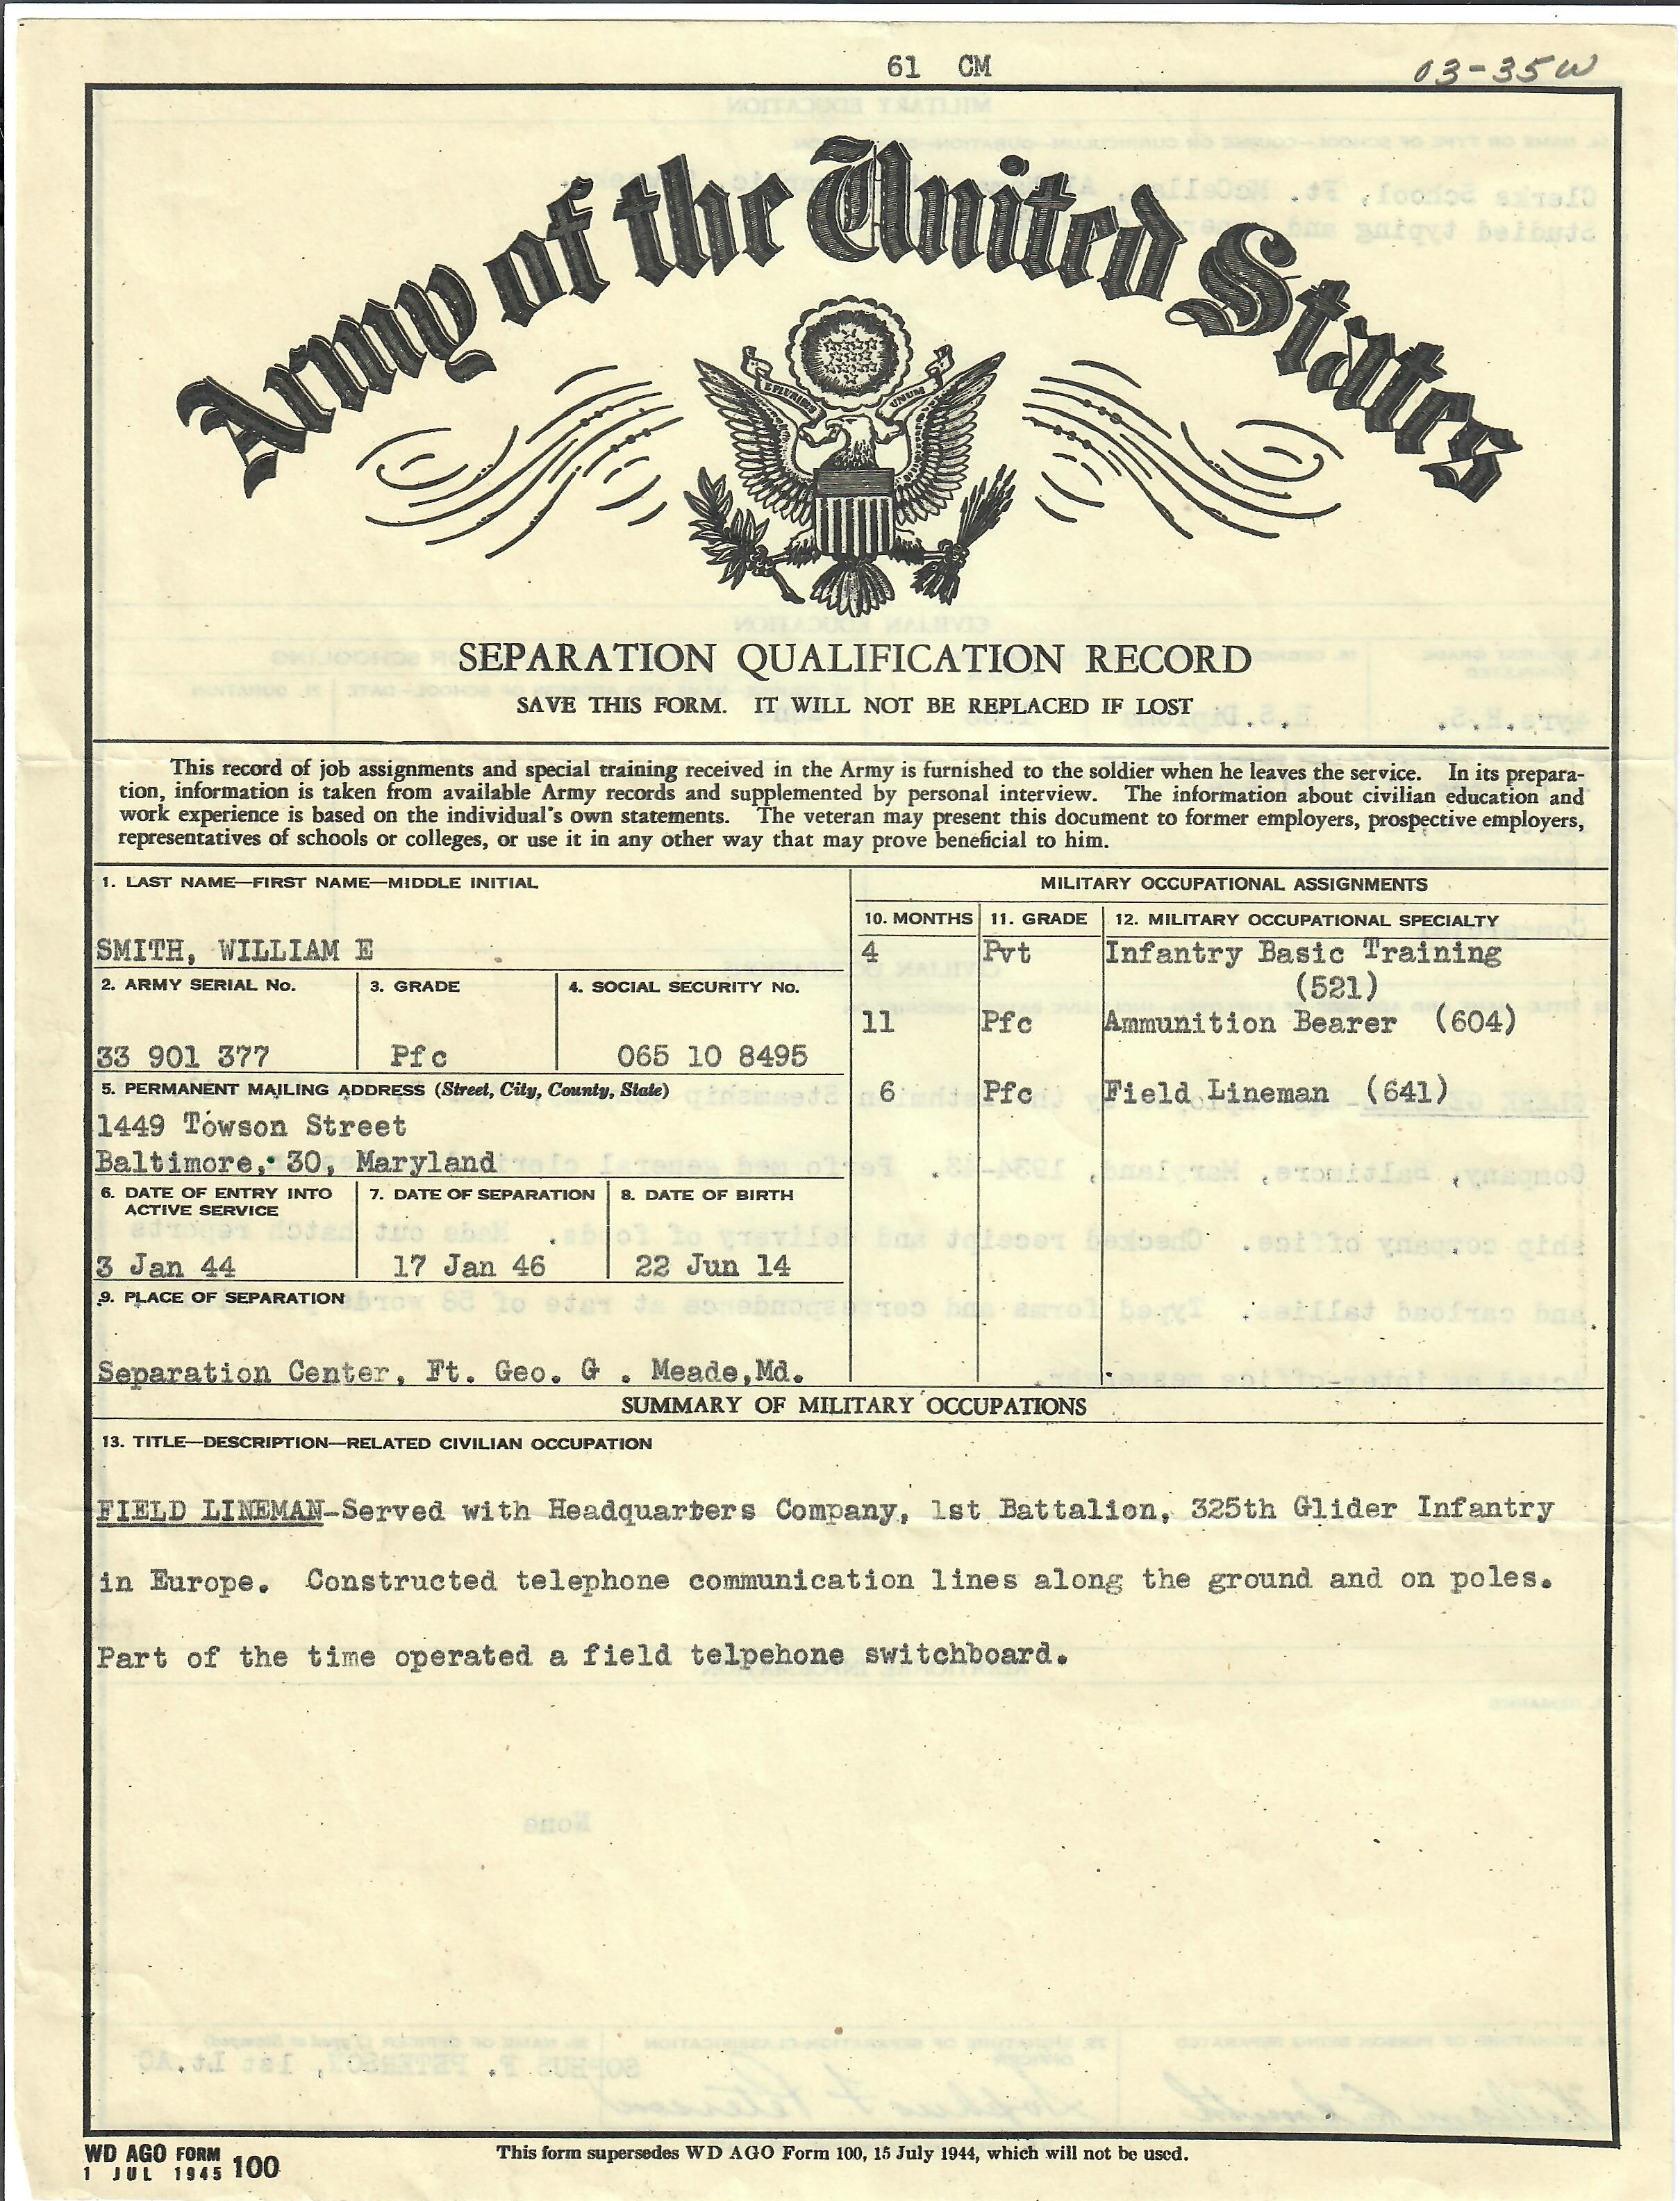 61 CM
03-35W
Army of the United States
E PLURIBUS UNUM
SEPARATION QUALIFICATION RECORD
SAVE THIS FORM. IT WILL NOT BE REPLACED IF LOST
This record of job assignments and special training received in the Army is furnished to the soldier when he leaves the service. In its prepara-
tion, information is taken from available Army records and supplemented by personal interview. The information about civilian education and
work experience is based on the individual's own statements. The veteran may present this document to former employers, prospective employers,
representatives of schools or colleges, or use it in any other way that may prove beneficial to him.
1. LAST NAME—FIRST NAME—MIDDLE INITIAL
SMITH, WILLIAM E
2. ARMY SERIAL No. 3. GRADE 4. SOCIAL SECURITY No.
33 901 377 Pfc 065 10 8495
5. PERMANENT MAILING ADDRESS (Street, City, County, State)
1449 Towson Street
Baltimore, 30, Maryland
6. DATE OF ENTRY INTO ACTIVE SERVICE 7. DATE OF SEPARATION 8. DATE OF BIRTH
3 Jan 44 17 Jan 46 22 Jun 14
9. PLACE OF SEPARATION
Separation Center, Ft. Geo. G . Meade,Md.
MILITARY OCCUPATIONAL ASSIGNMENTS
10. MONTHS 11. GRADE 12. MILITARY OCCUPATIONAL SPECIALTY
4 Pvt Infantry Basic Training
(521)
11 Pfc Ammunition Bearer (604)
6 Pfc Field Lineman (641)
SUMMARY OF MILITARY OCCUPATIONS
13. TITLE—DESCRIPTION—RELATED CIVILIAN OCCUPATION
FIELD LINEMAN-Served with Headquarters Company, 1st Battalion, 325th Glider Infantry
in Europe. Constructed telephone communication lines along the ground and on poles.
Part of the time operated a field telpehone switchboard.
WD AGO FORM 100
1 JUL 1945
This form supersedes WD AGO Form 100, 15 July 1944, which will not be used.